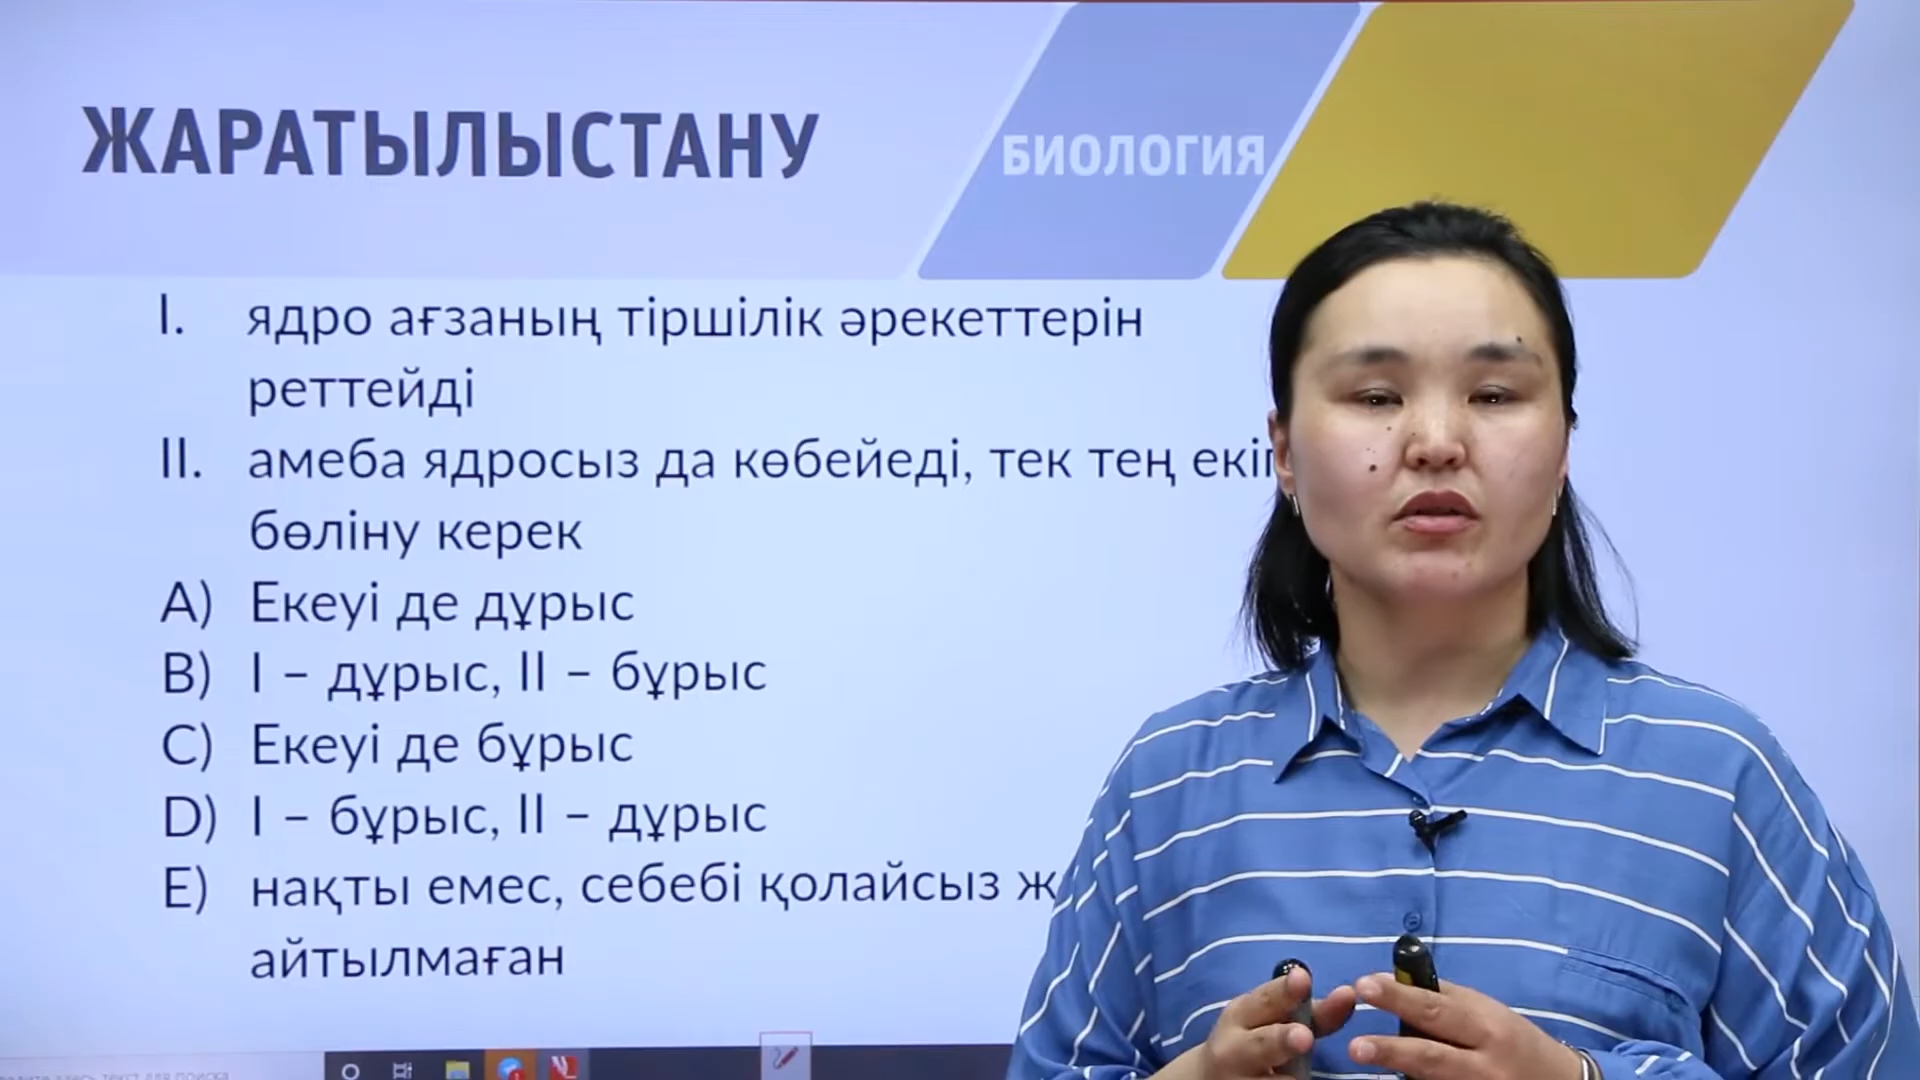 ЖАРАТЫЛЫСТАНУ
БИОЛОГИЯ
I. ядро ағзаның тіршілік әрекеттерін
реттейді
II. амеба ядросыз да көбейеді, тек тең
бөліну керек
A) Екеуі де дұрыс
B) I – дұрыс, II – бұрыс
C) Екеуі де бұрыс
D) I – бұрыс, II – дұрыс
E) нақты емес, себебі қолайсыз
айтылмаған